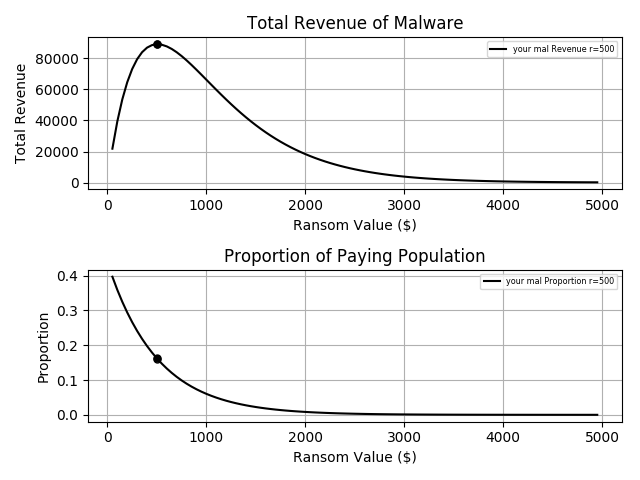 Total Revenue of Malware
Total Revenue
80000
60000
40000
20000
0
your mal Revenue r=500
0 1000 2000 3000 4000 5000
Ransom Value ($)
Proportion of Paying Population
Proportion
0.4
0.3
0.2
0.1
0.0
your mal Proportion r=500
0 1000 2000 3000 4000 5000
Ransom Value ($)